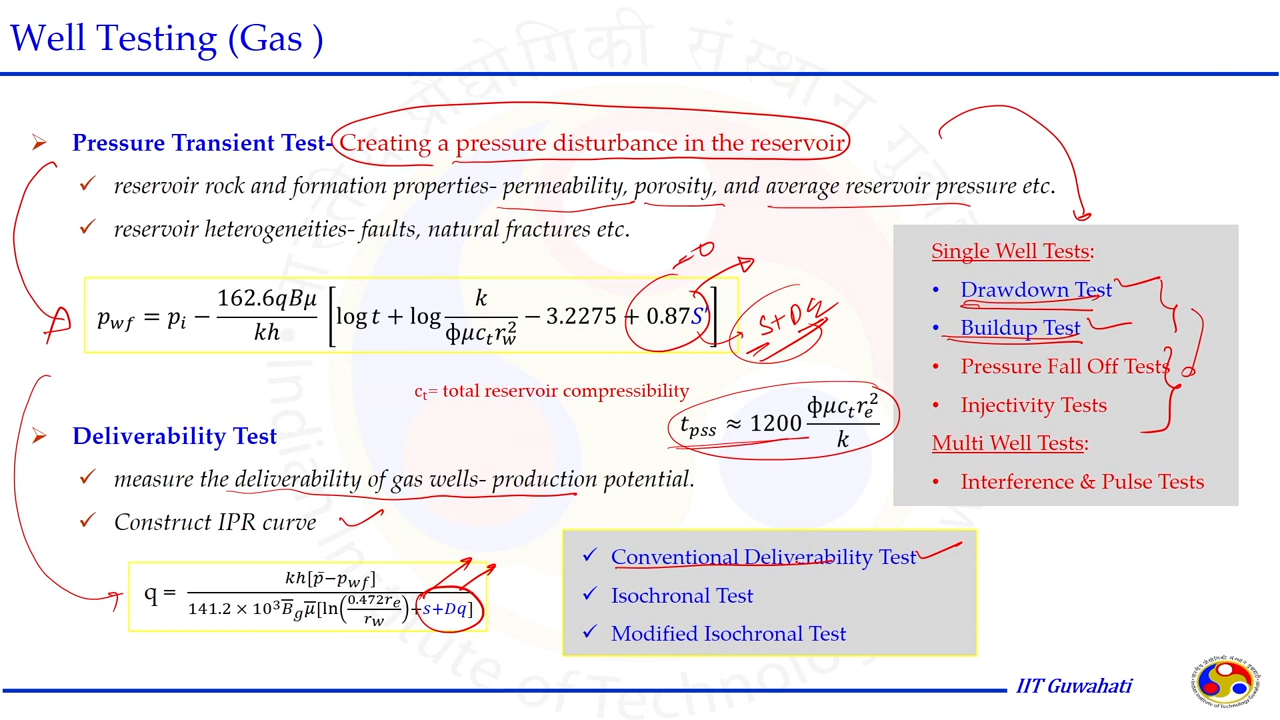 Well Testing (Gas )
➢ Pressure Transient Test- Creating a pressure disturbance in the reservoir
✓ reservoir rock and formation properties- permeability, porosity, and average reservoir pressure etc.
✓ reservoir heterogeneities- faults, natural fractures etc.
= 0
p_wf = p_i − 162.6qBμ/kh [log t + log k/ϕμc_t r_w^2 − 3.2275 + 0.87S′]
S+Dq
c_t= total reservoir compressibility
t_pss ≈ 1200 ϕμc_t r_e^2/k
➢ Deliverability Test
✓ measure the deliverability of gas wells- production potential.
✓ Construct IPR curve
q = kh[p̄−p_wf]/141.2 × 10^3 B̄_g μ̄[ln(0.472r_e/r_w)+s+Dq]
Single Well Tests:
• Drawdown Test
• Buildup Test
• Pressure Fall Off Tests
• Injectivity Tests
Multi Well Tests:
• Interference & Pulse Tests
✓ Conventional Deliverability Test
✓ Isochronal Test
✓ Modified Isochronal Test
IIT Guwahati